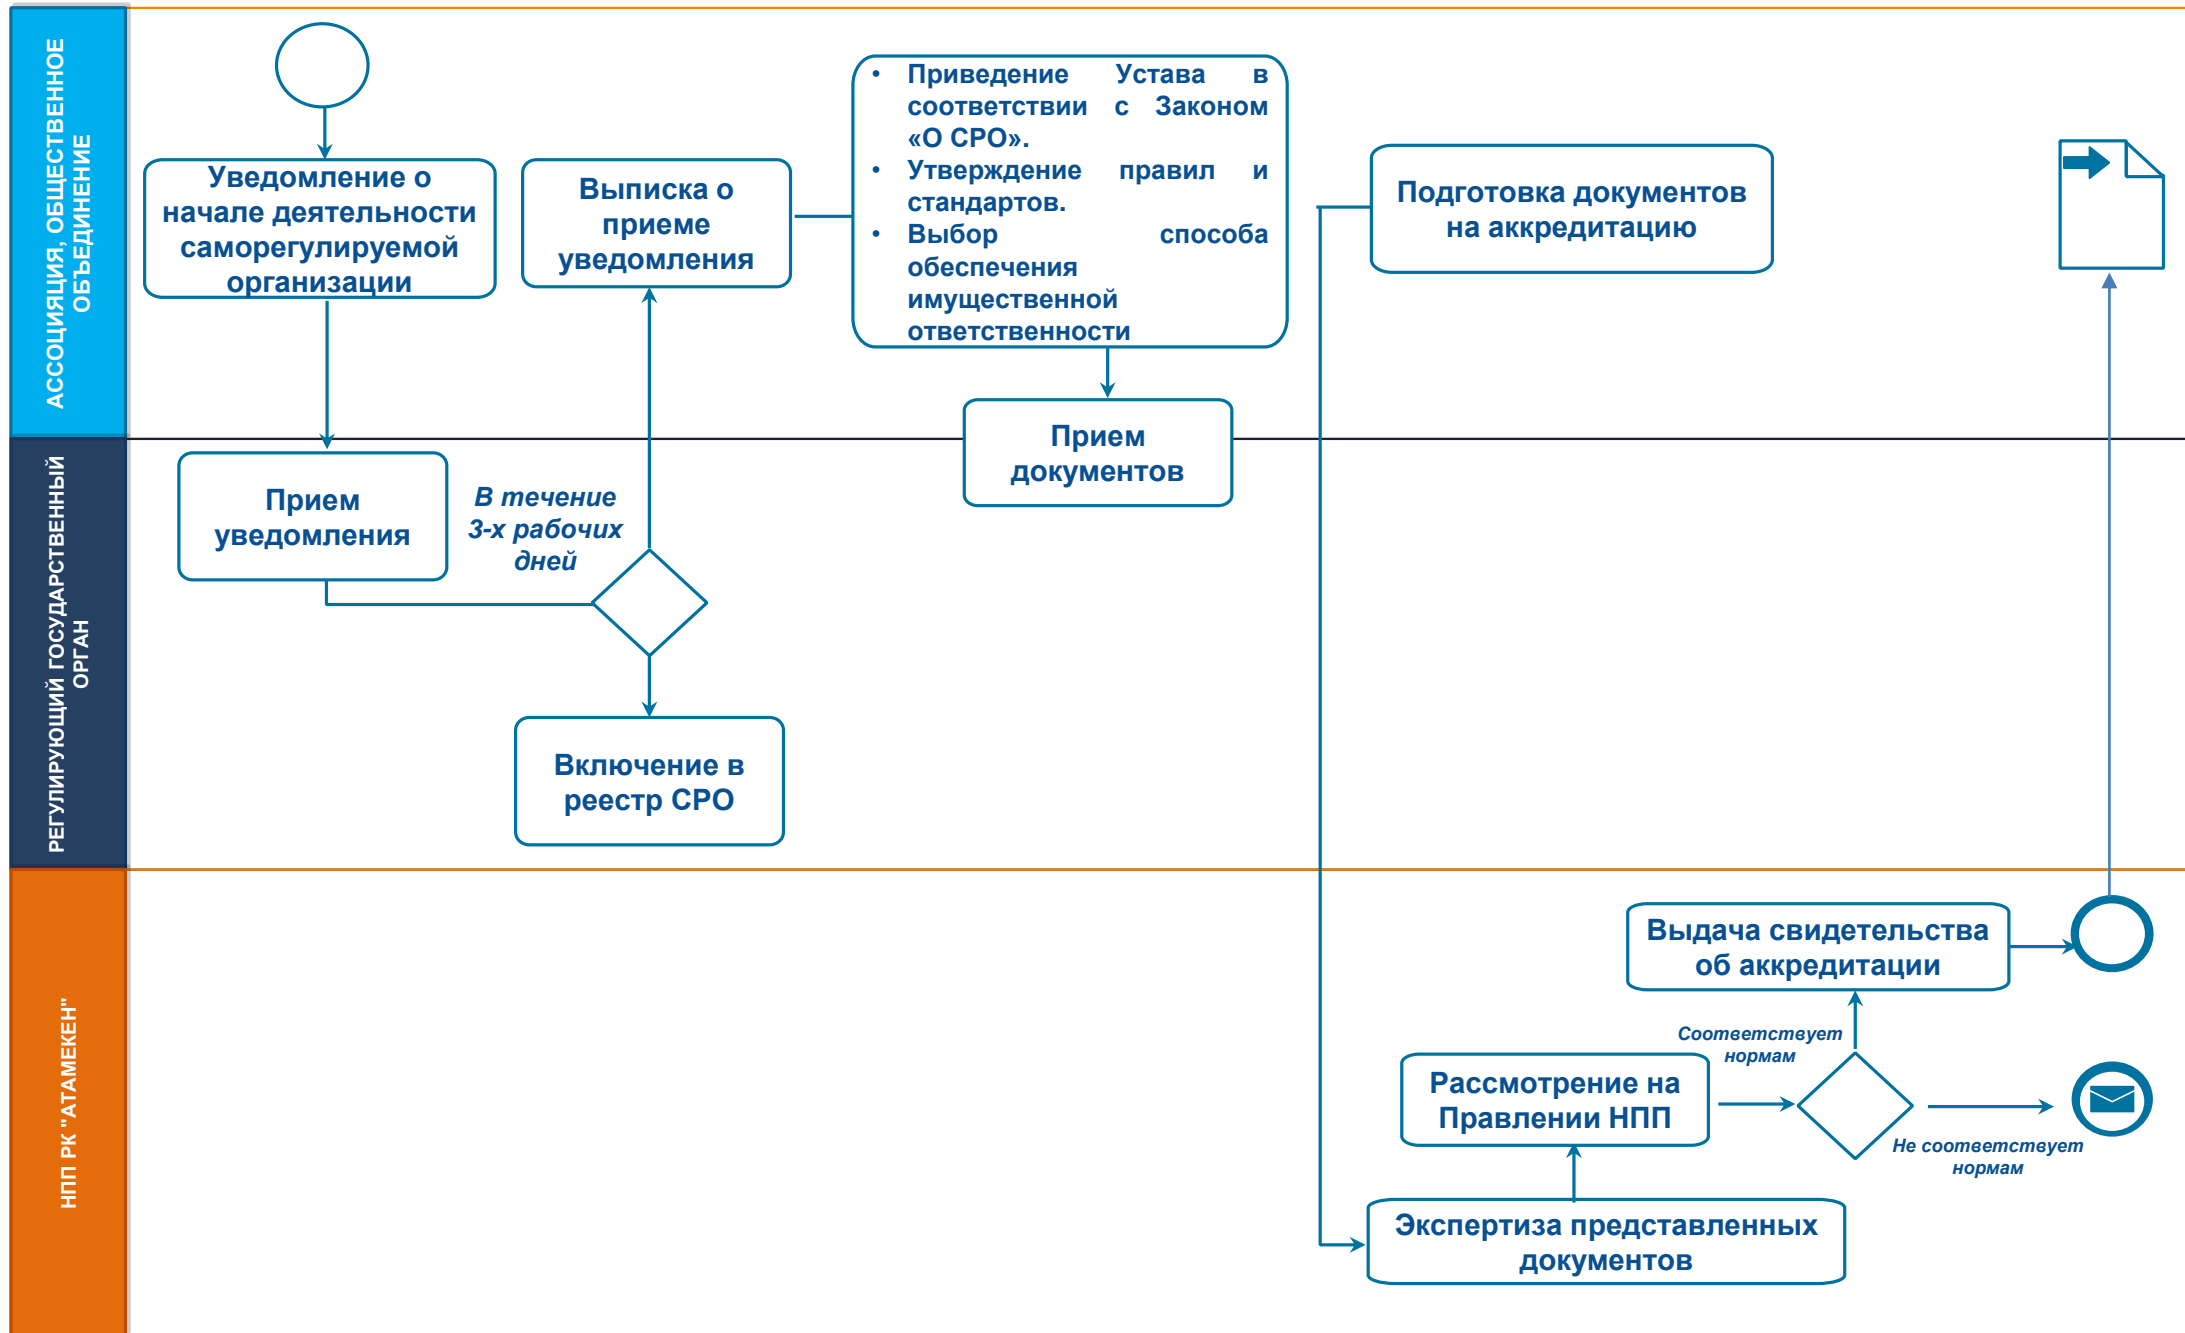 АССОЦИЯЦИЯ, ОБЩЕСТВЕННОЕ
ОБЪЕДИНЕНИЕ
Уведомление о
начале деятельности
саморегулируемой
организации
Выписка о
приеме
уведомления
• Приведение Устава в
соответствии с Законом
«О СРО».
• Утверждение правил и
стандартов.
• Выбор способа
обеспечения
имущественной
ответственности
Подготовка документов
на аккредитацию
Прием
документов
РЕГУЛИРУЮЩИЙ ГОСУДАРСТВЕННЫЙ
ОРГАН
Прием
уведомления
В течение
3-х рабочих
дней
Включение в
реестр СРО
НПП РК "АТАМЕКЕН"
Выдача свидетельства
об аккредитации
Соответствует
нормам
Рассмотрение на
Правлении НПП
Не соответствует
нормам
Экспертиза представленных
документов